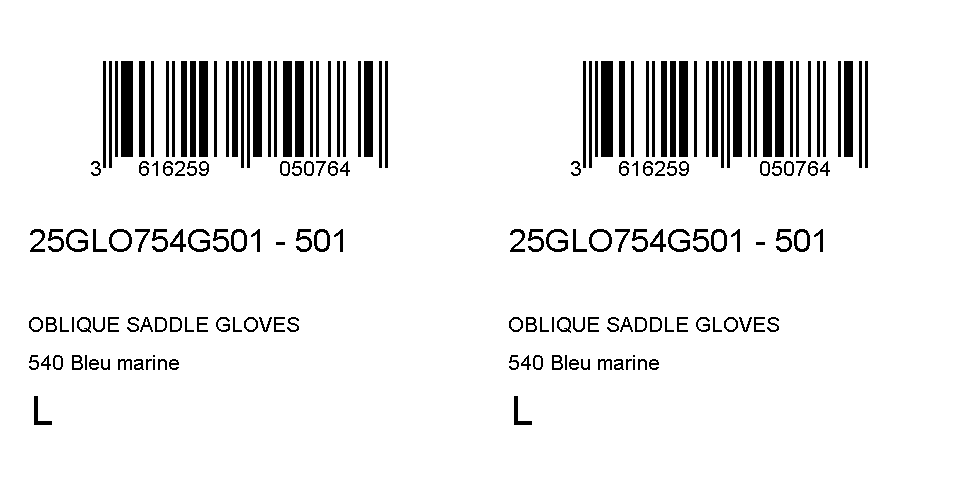 3 616259 050764
25GLO754G501 - 501
OBLIQUE SADDLE GLOVES
540 Bleu marine
L
3 616259 050764
25GLO754G501 - 501
OBLIQUE SADDLE GLOVES
540 Bleu marine
L